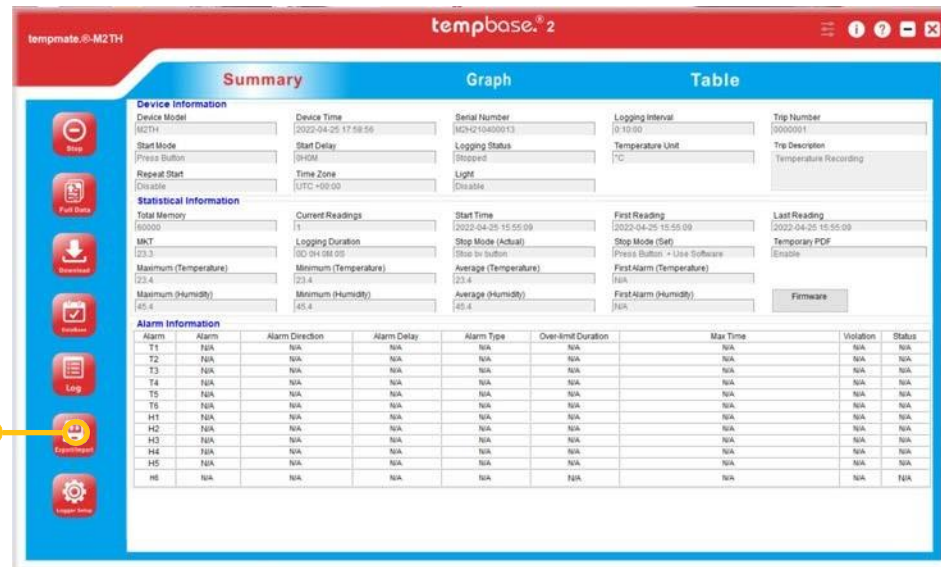 tempmate.®-M2TH
tempbase.® 2
Summary Graph Table
Stop
Full Data
Download
DataBase
Log
Export/Import
Logger Setup
Device Information
Device Model Device Time Serial Number Logging Interval Trip Number
M2TH 2022-04-25 17:58:56 M2H210400013 0:10:00 0000001
Start Mode Start Delay Logging Status Temperature Unit Trip Description
Press Button 0H0M Stopped °C Temperature Recording
Repeat Start Time Zone Light
Disable UTC +00:00 Disable
Statistical Information
Total Memory Current Readings Start Time First Reading Last Reading
60000 1 2022-04-25 15:55:09 2022-04-25 15:55:09 2022-04-25 15:55:09
MKT Logging Duration Stop Mode (Actual) Stop Mode (Set) Temporary PDF
23.3 0D 0H 0M 0S Stop by button Press Button + Use Software Enable
Maximum (Temperature) Minimum (Temperature) Average (Temperature) FirstAlarm (Temperature)
23.4 23.4 23.4 N/A
Maximum (Humidity) Minimum (Humidity) Average (Humidity) FirstAlarm (Humidity) Firmware
45.4 45.4 45.4 N/A
Alarm Information
Alarm Alarm Alarm Direction Alarm Delay Alarm Type Over-limit Duration Max Time Violation Status
T1 N/A N/A N/A N/A N/A N/A N/A N/A
T2 N/A N/A N/A N/A N/A N/A N/A N/A
T3 N/A N/A N/A N/A N/A N/A N/A N/A
T4 N/A N/A N/A N/A N/A N/A N/A N/A
T5 N/A N/A N/A N/A N/A N/A N/A N/A
T6 N/A N/A N/A N/A N/A N/A N/A N/A
H1 N/A N/A N/A N/A N/A N/A N/A N/A
H2 N/A N/A N/A N/A N/A N/A N/A N/A
H3 N/A N/A N/A N/A N/A N/A N/A N/A
H4 N/A N/A N/A N/A N/A N/A N/A N/A
H5 N/A N/A N/A N/A N/A N/A N/A N/A
H6 N/A N/A N/A N/A N/A N/A N/A N/A